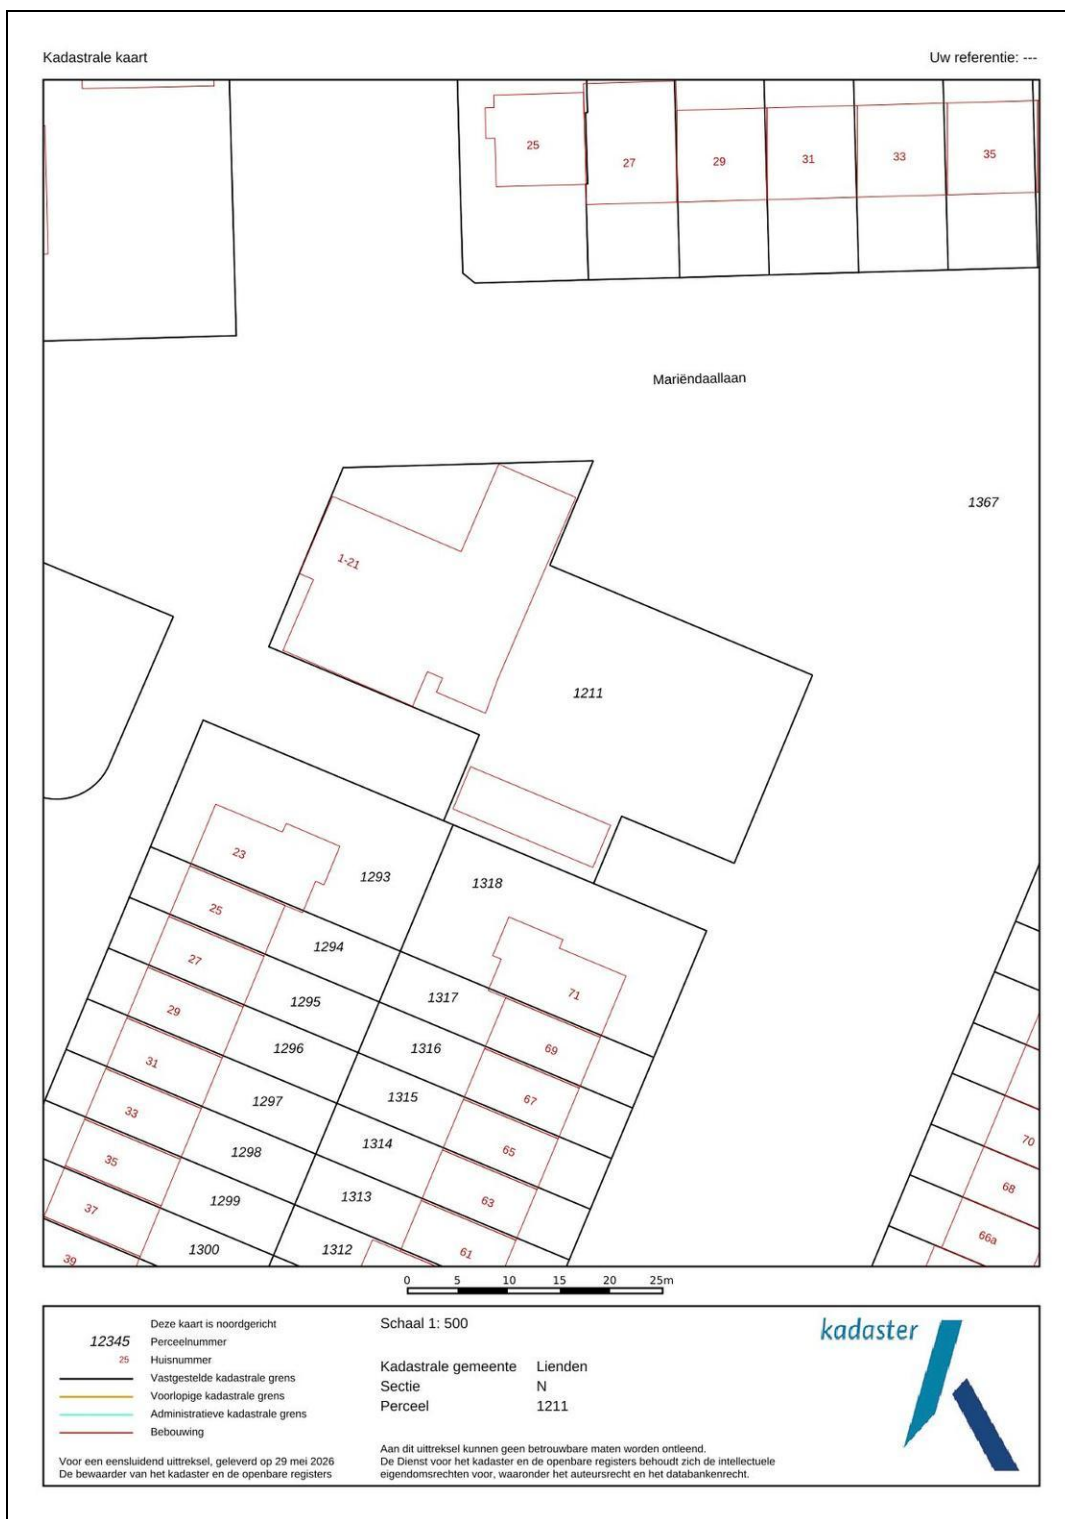 Kadastrale kaart
Uw referentie: ---
25
27
29
31
33
35
Mariëndaallaan
1367
1-21
1211
23
1293
1318
25
1294
27
1295
1317
71
29
1296
1316
69
31
1297
1315
67
33
1298
1314
65
35
1299
1313
63
37
1300
1312
61
39
70
68
66a
0 5 10 15 20 25m
Deze kaart is noordgericht
12345 Perceelnummer
25 Huisnummer
Vastgestelde kadastrale grens
Voorlopige kadastrale grens
Administratieve kadastrale grens
Bebouwing
Voor een eensluidend uittreksel, geleverd op 29 mei 2026
De bewaarder van het kadaster en de openbare registers
Schaal 1: 500
Kadastrale gemeente Lienden
Sectie N
Perceel 1211
Aan dit uittreksel kunnen geen betrouwbare maten worden ontleend.
De Dienst voor het kadaster en de openbare registers behoudt zich de intellectuele
eigendomsrechten voor, waaronder het auteursrecht en het databankenrecht.
kadaster